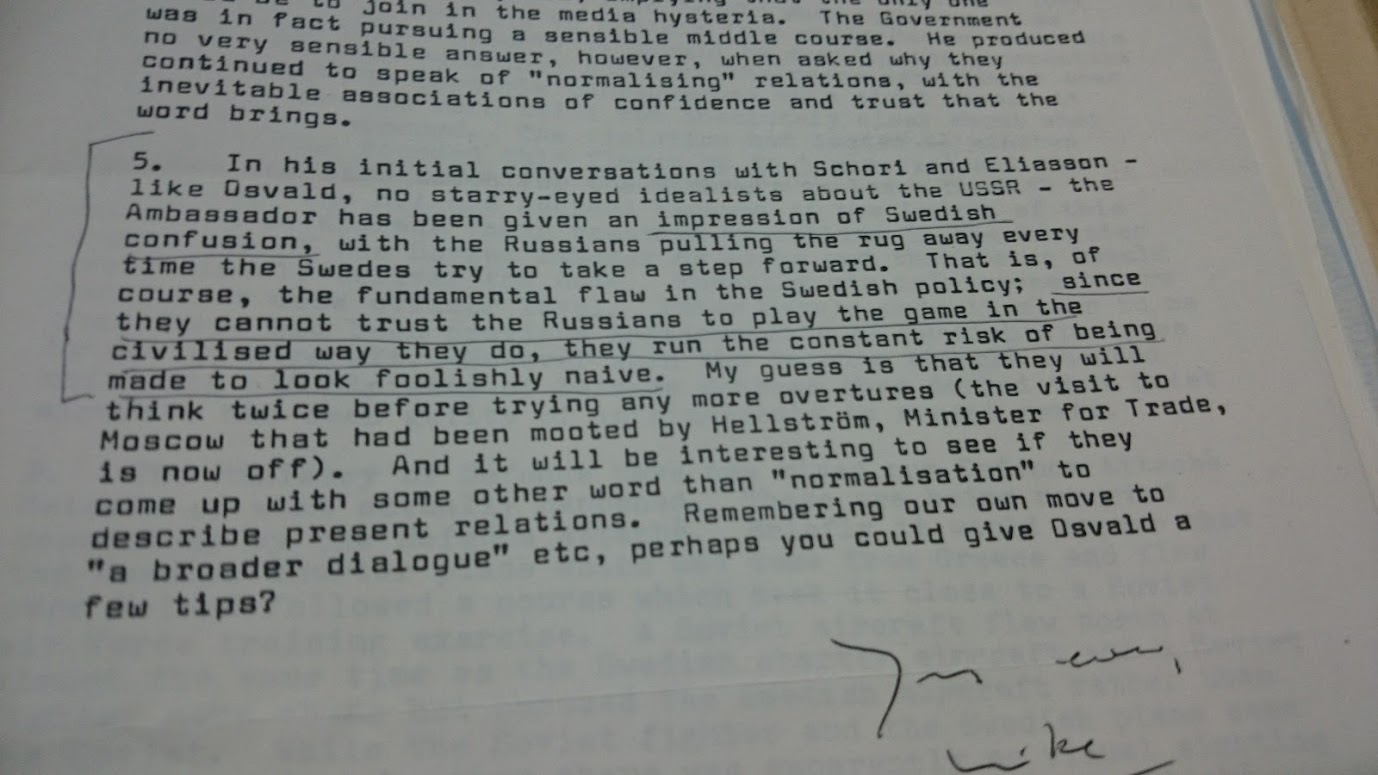 to join in the media hysteria. The Government
was in fact pursuing a sensible middle course. He produced
no very sensible answer, however, when asked why they
continued to speak of "normalising" relations, with the
inevitable associations of confidence and trust that the
word brings.
5. In his initial conversations with Schori and Eliasson -
like Osvald, no starry-eyed idealists about the USSR - the
Ambassador has been given an impression of Swedish
confusion, with the Russians pulling the rug away every
time the Swedes try to take a step forward. That is, of
course, the fundamental flaw in the Swedish policy; since
they cannot trust the Russians to play the game in the
civilised way they do, they run the constant risk of being
made to look foolishly naive. My guess is that they will
think twice before trying any more overtures (the visit to
Moscow that had been mooted by Hellström, Minister for Trade,
is now off). And it will be interesting to see if they
come up with some other word than "normalisation" to
describe present relations. Remembering our own move to
"a broader dialogue" etc, perhaps you could give Osvald a
few tips?
ever,
Mike